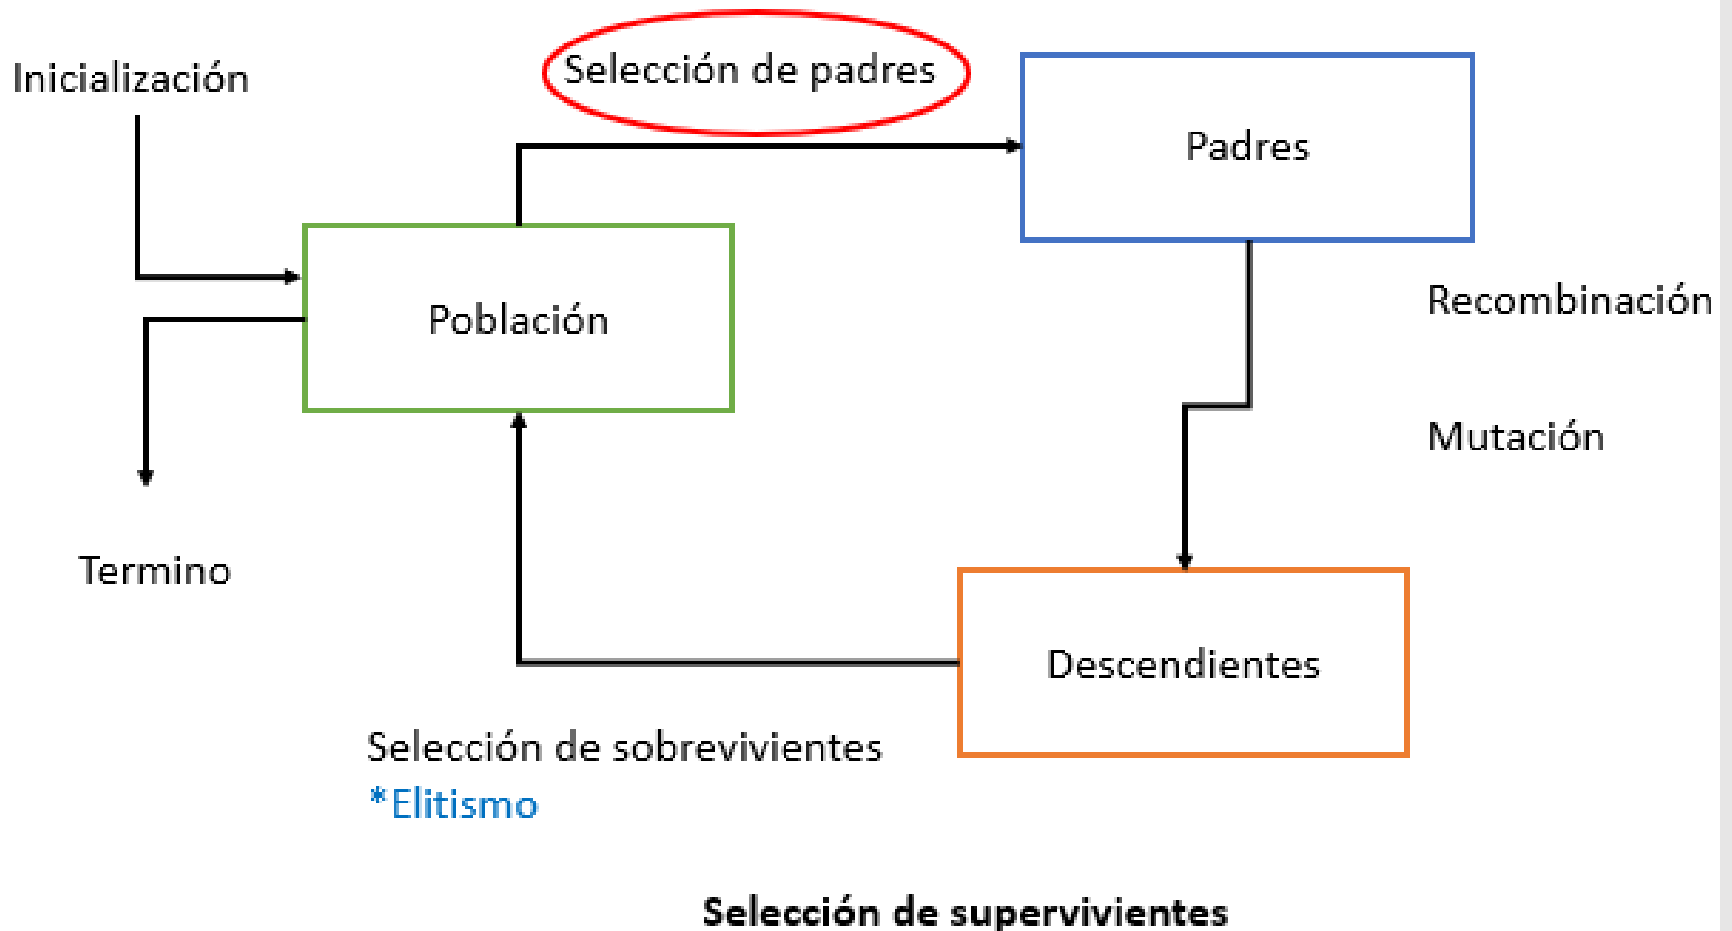 Inicialización
Selección de padres
Padres
Población
Recombinación
Mutación
Termino
Descendientes
Selección de sobrevivientes
*Elitismo
Selección de supervivientes